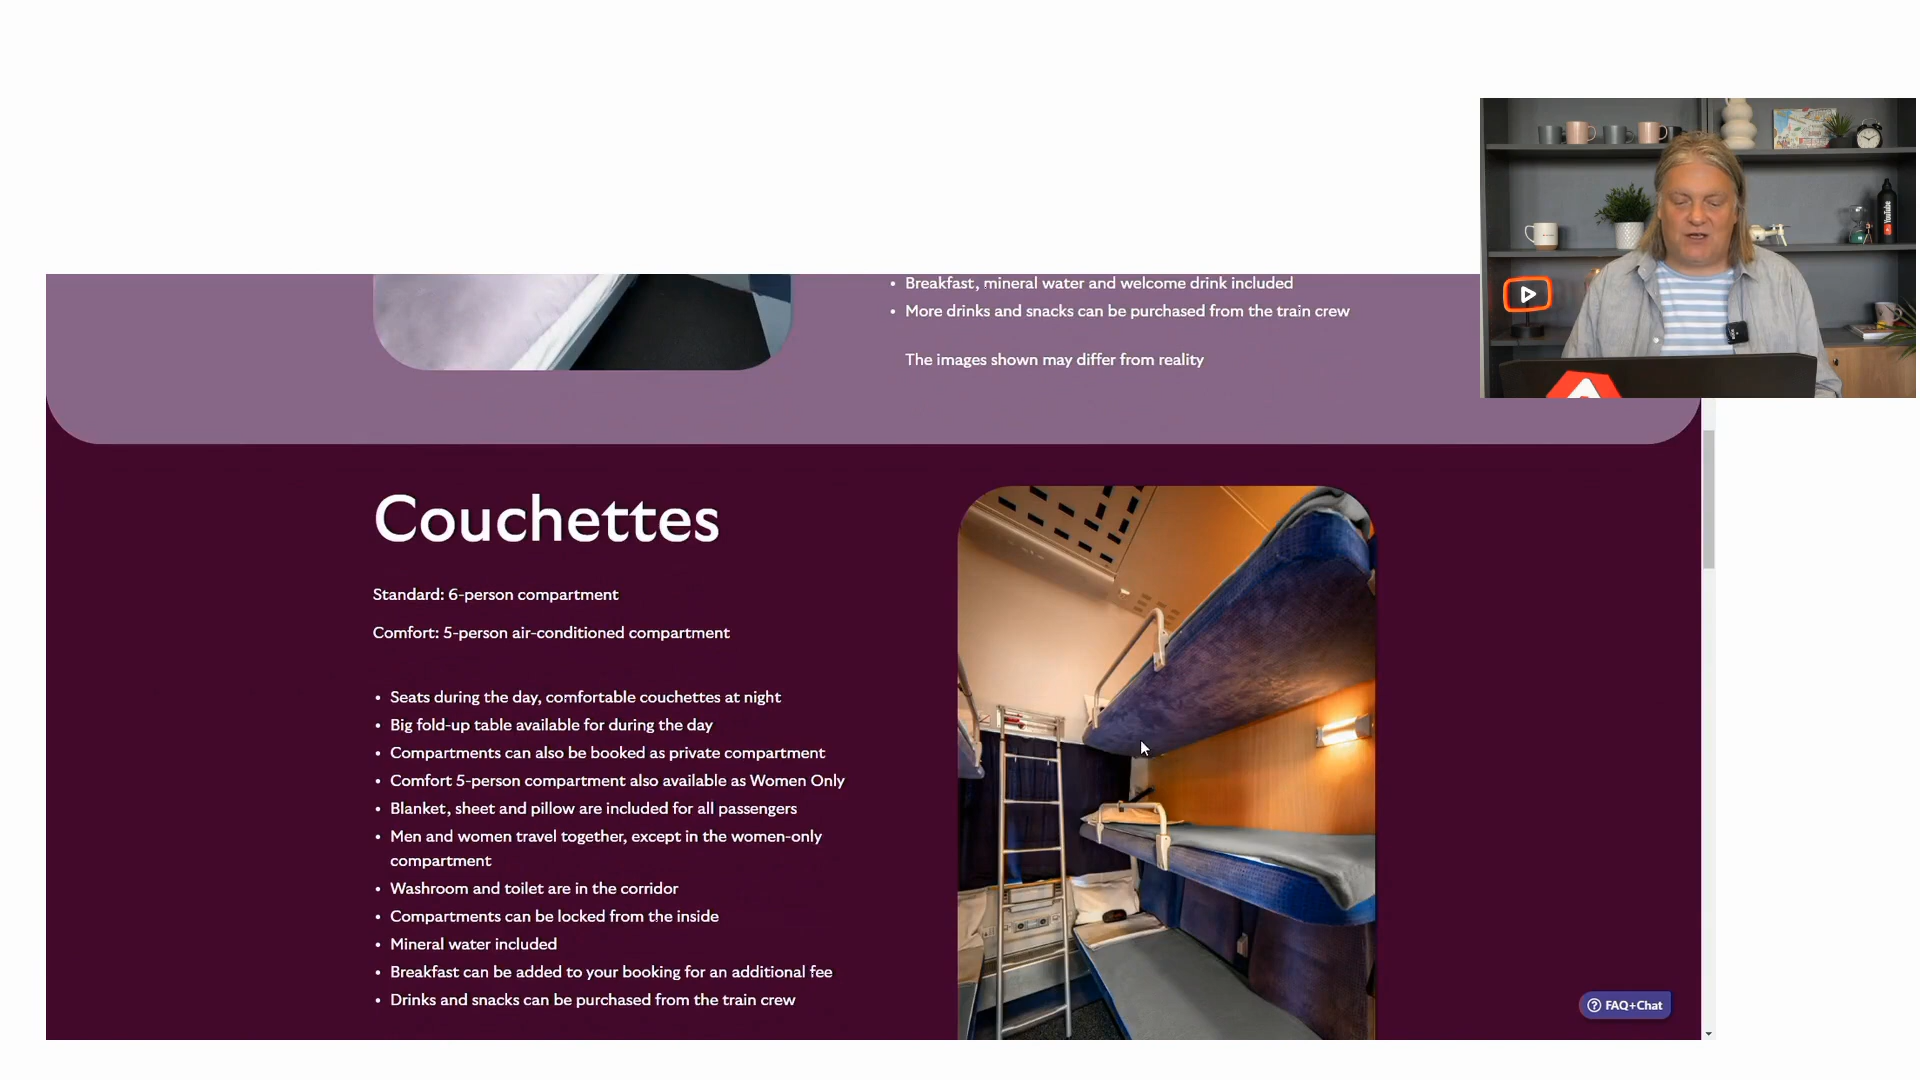 Breakfast, mineral water and welcome drink included
More drinks and snacks can be purchased from the train crew
The images shown may differ from reality
YouTube
Couchettes
Standard: 6-person compartment
Comfort: 5-person air-conditioned compartment
Seats during the day, comfortable couchettes at night
Big fold-up table available for during the day
Compartments can also be booked as private compartment
Comfort 5-person compartment also available as Women Only
Blanket, sheet and pillow are included for all passengers
Men and women travel together, except in the women-only
compartment
Washroom and toilet are in the corridor
Compartments can be locked from the inside
Mineral water included
Breakfast can be added to your booking for an additional fee
Drinks and snacks can be purchased from the train crew
FAQ+Chat